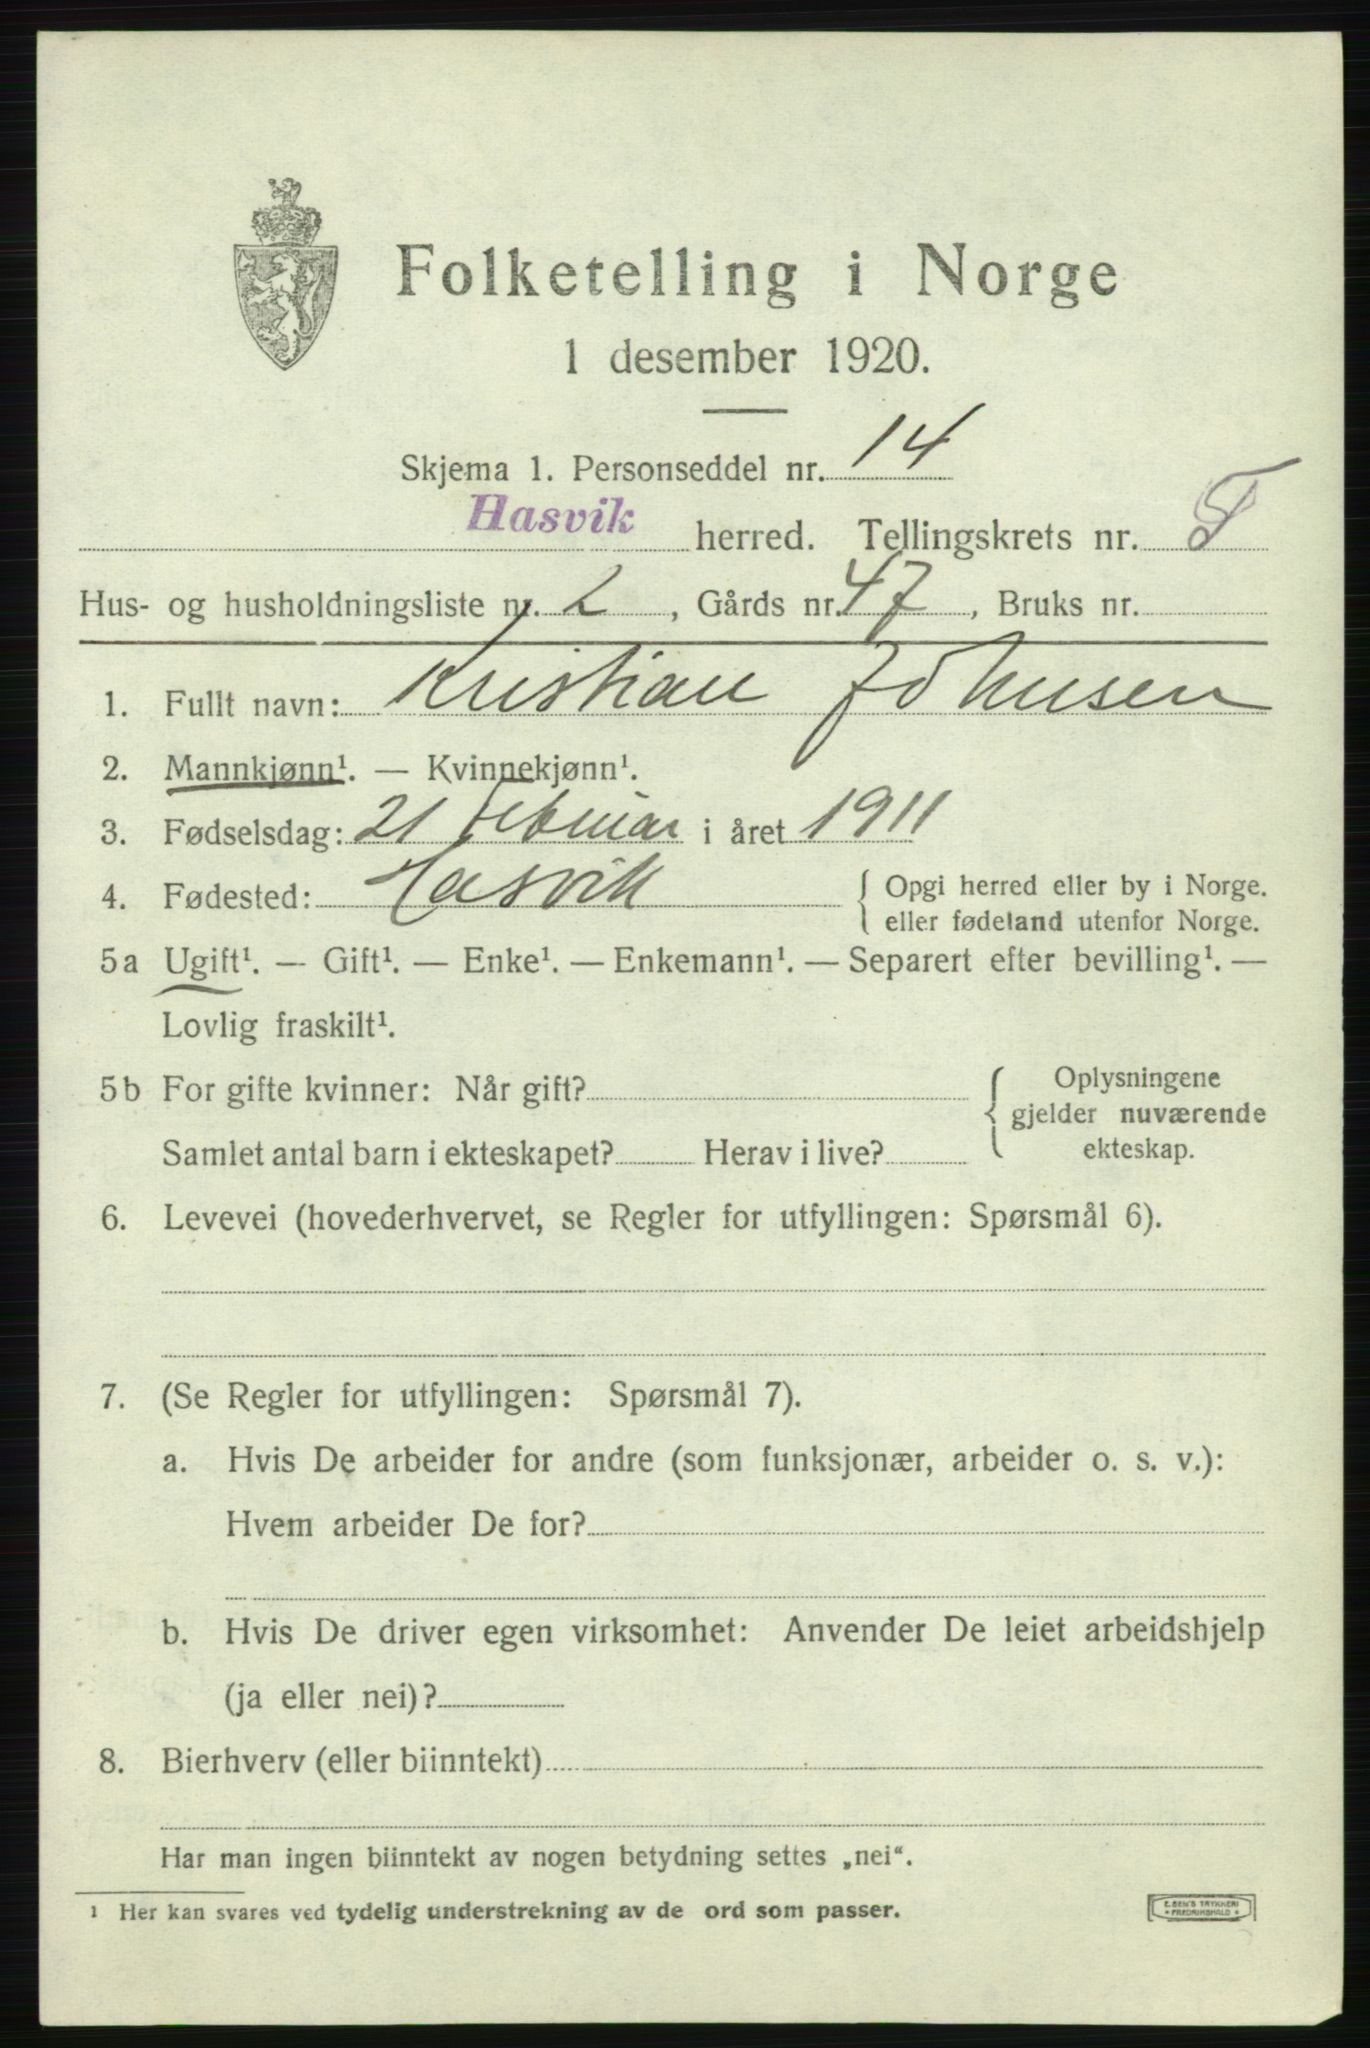 Folketelling i Norge
1 desember 1920.
Skjema 1. Personseddel nr. 14
Hasvik herred. Tellingskrets nr.
Hus- og husholdningsliste nr. 2, Gårds nr. 47, Bruks nr.
1. Fullt navn: Kristian Johnsen
2. Mannkjønn¹. — Kvinnekjønn¹.
3. Fødselsdag: 21 Februar i året 1911
4. Fødested: Hasvik { Opgi herred eller by i Norge.
{ eller fødeland utenfor Norge.
5a Ugift¹. — Gift¹. — Enke¹. — Enkemann¹. — Separert efter bevilling¹. —
Lovlig fraskilt¹.
5b For gifte kvinner: Når gift? Oplysningene
gjelder nuværende
Samlet antal barn i ekteskapet? Herav i live? ekteskap.
6. Levevei (hovederhvervet, se Regler for utfyllingen: Spørsmål 6).
7. (Se Regler for utfyllingen: Spørsmål 7).
a. Hvis De arbeider for andre (som funksjonær, arbeider o. s. v.):
Hvem arbeider De for?
b. Hvis De driver egen virksomhet: Anvender De leiet arbeidshjelp
(ja eller nei)?
8. Bierhverv (eller biinntekt)
Har man ingen biinntekt av nogen betydning settes „nei“.
1 Her kan svares ved tydelig understrekning av de ord som passer.
E. SEM'S TRYKKERI
* FREDRIKSHALD *